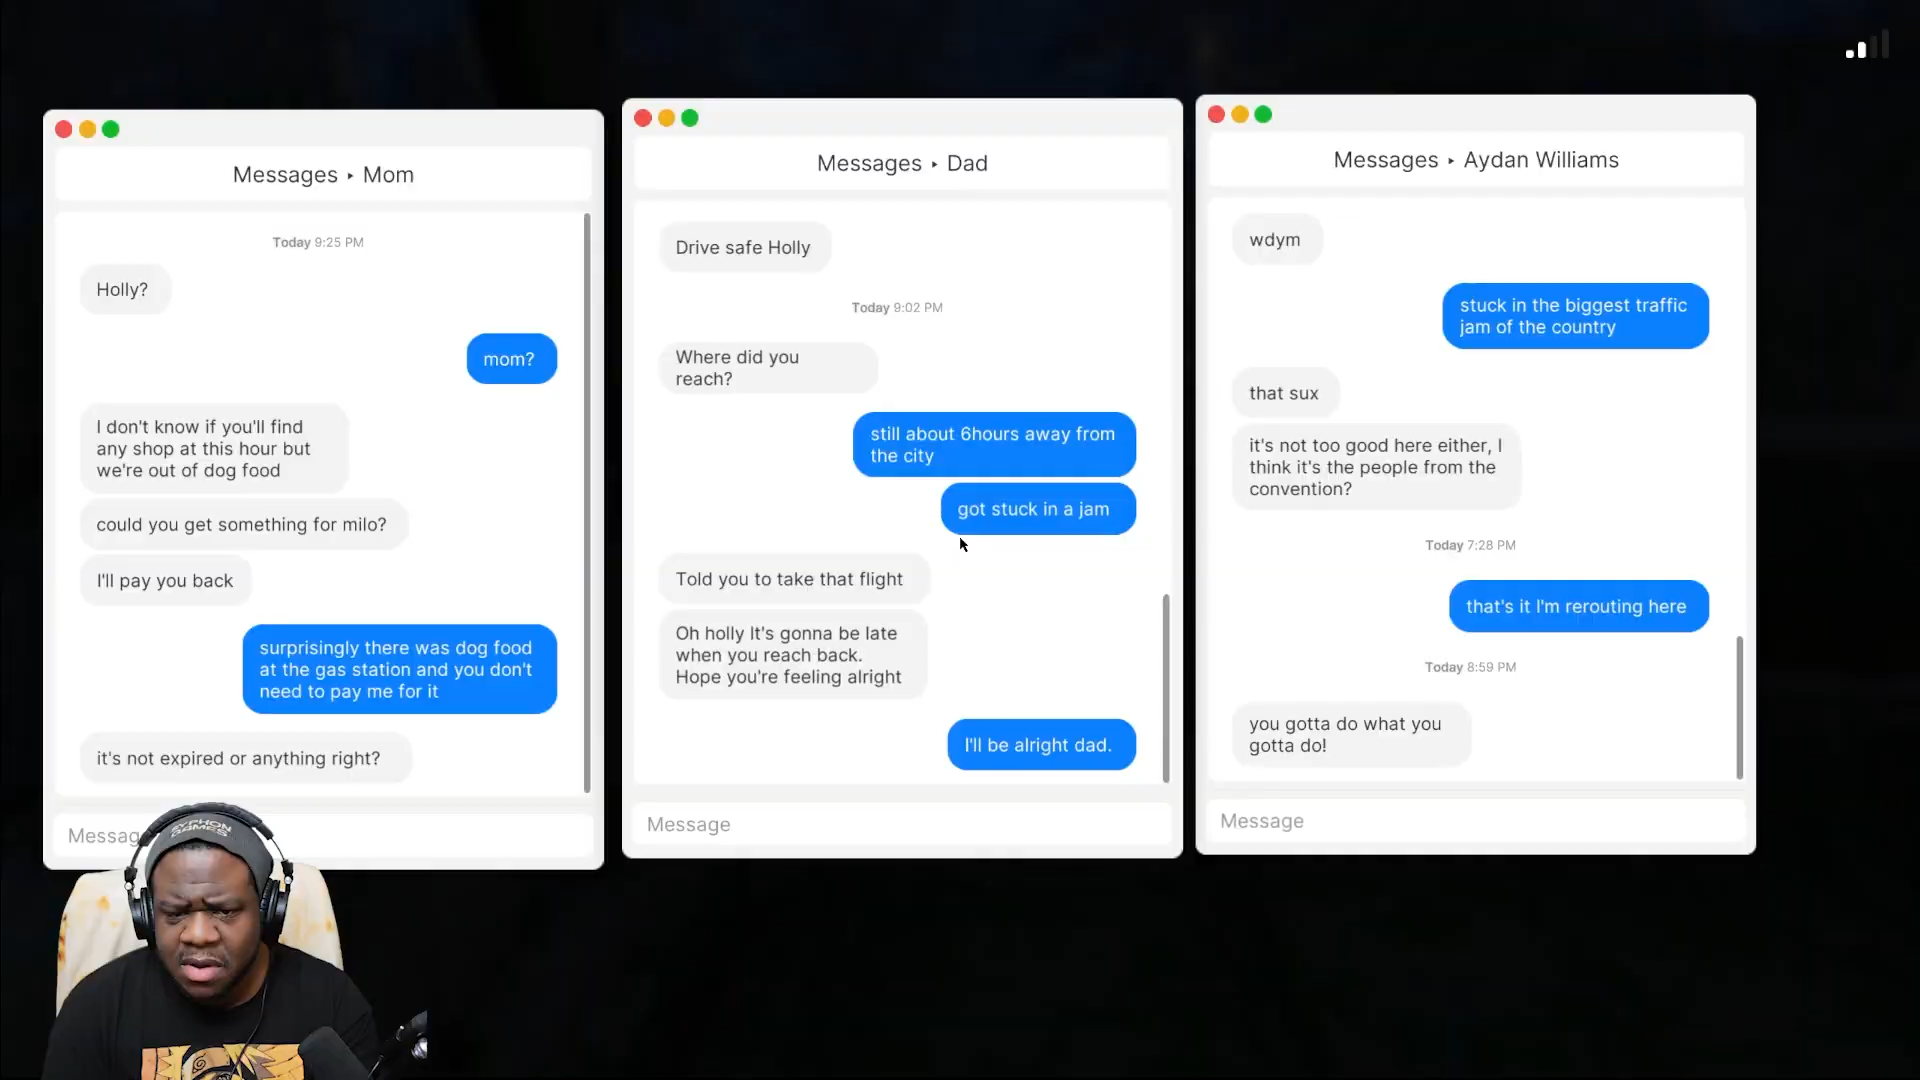 Messages ▸ Mom
Today 9:25 PM
Holly?
mom?
I don't know if you'll find
any shop at this hour but
we're out of dog food
could you get something for milo?
I'll pay you back
surprisingly there was dog food
at the gas station and you don't
need to pay me for it
it's not expired or anything right?
Messag
SYPHON
GAMES
Messages ▸ Dad
Drive safe Holly
Today 9:02 PM
Where did you
reach?
still about 6hours away from
the city
got stuck in a jam
Told you to take that flight
Oh holly It's gonna be late
when you reach back.
Hope you're feeling alright
I'll be alright dad.
Message
Messages ▸ Aydan Williams
wdym
stuck in the biggest traffic
jam of the country
that sux
it's not too good here either, I
think it's the people from the
convention?
Today 7:28 PM
that's it I'm rerouting here
Today 8:59 PM
you gotta do what you
gotta do!
Message